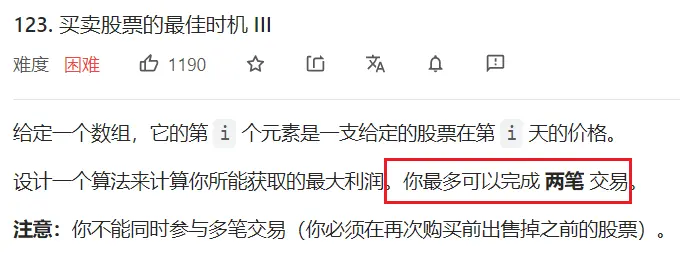 123. 买卖股票的最佳时机 III
难度 困难 1190
给定一个数组，它的第 i 个元素是一支给定的股票在第 i 天的价格。
设计一个算法来计算你所能获取的最大利润。你最多可以完成 两笔 交易。
注意：你不能同时参与多笔交易（你必须在再次购买前出售掉之前的股票）。